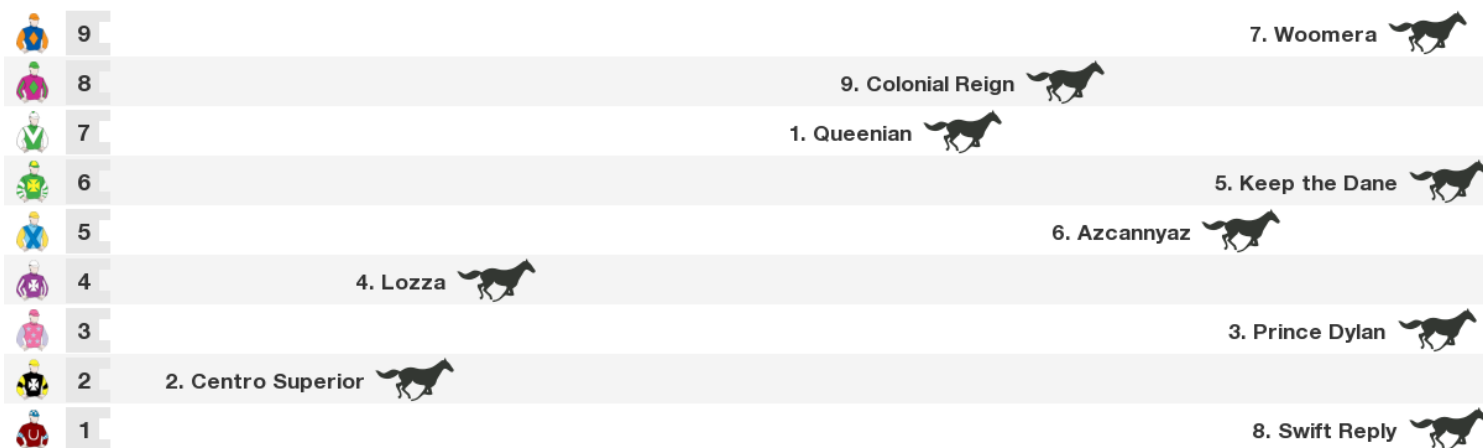 9 7. Woomera
8 9. Colonial Reign
7 1. Queenian
6 5. Keep the Dane
5 6. Azcannyaz
4 4. Lozza
3 3. Prince Dylan
2 2. Centro Superior
1 8. Swift Reply